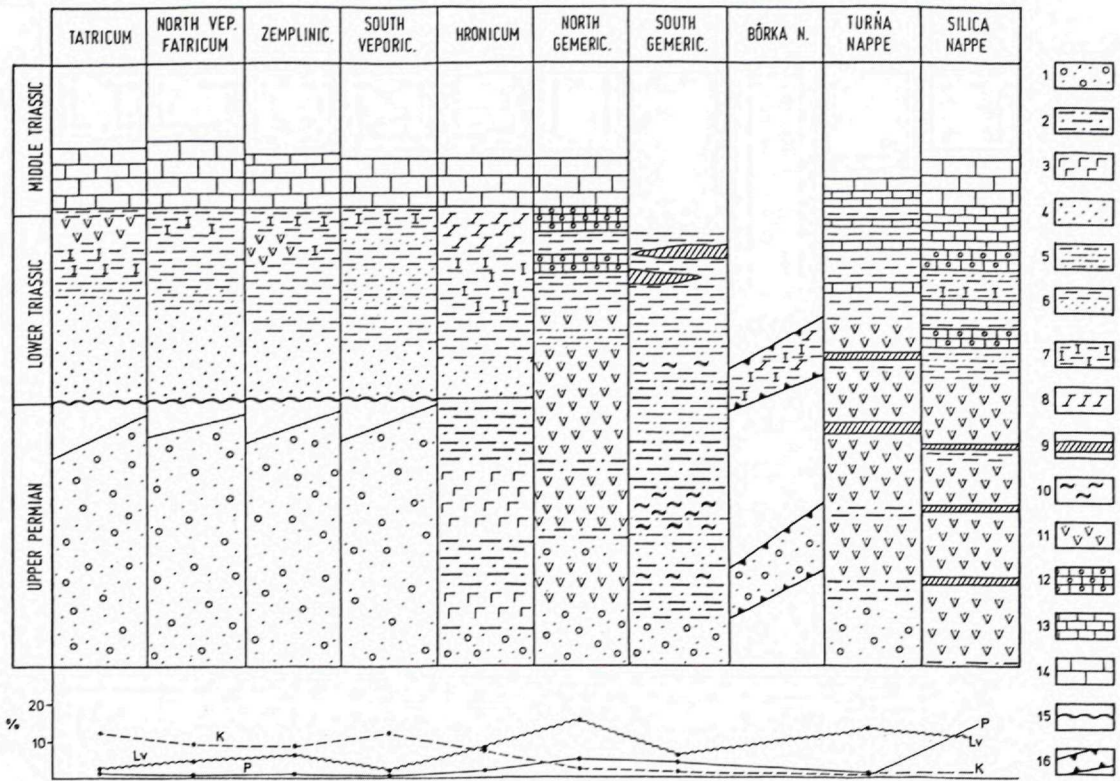 TATRICUM
NORTH VEP.
FATRICUM
ZEMPLINIC.
SOUTH
VEPORIC.
HRONICUM
NORTH
GEMERIC.
SOUTH
GEMERIC.
BÔRKA N.
TURŇA
NAPPE
SILICA
NAPPE
MIDDLE TRIASSIC
LOWER TRIASSIC
UPPER PERMIAN
1
2
3
4
5
6
7
8
9
10
11
12
13
14
15
16
%
20
10
K
Lv
P
P
Lv
K